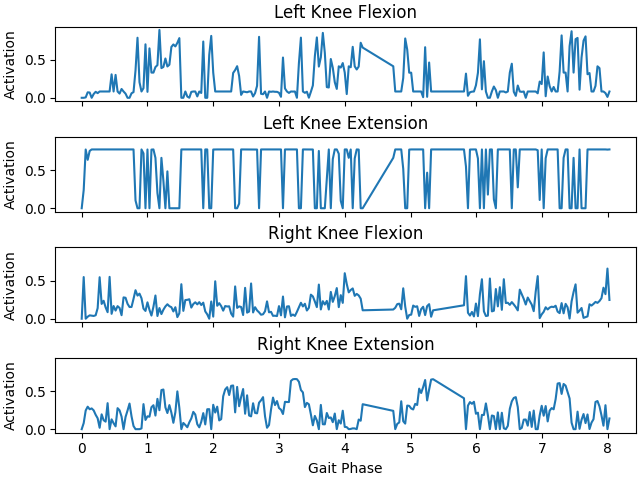 Left Knee Flexion
Activation
0.5
0.0
Left Knee Extension
Activation
0.5
0.0
Right Knee Flexion
Activation
0.5
0.0
Right Knee Extension
Activation
0.5
0.0
0 1 2 3 4 5 6 7 8
Gait Phase